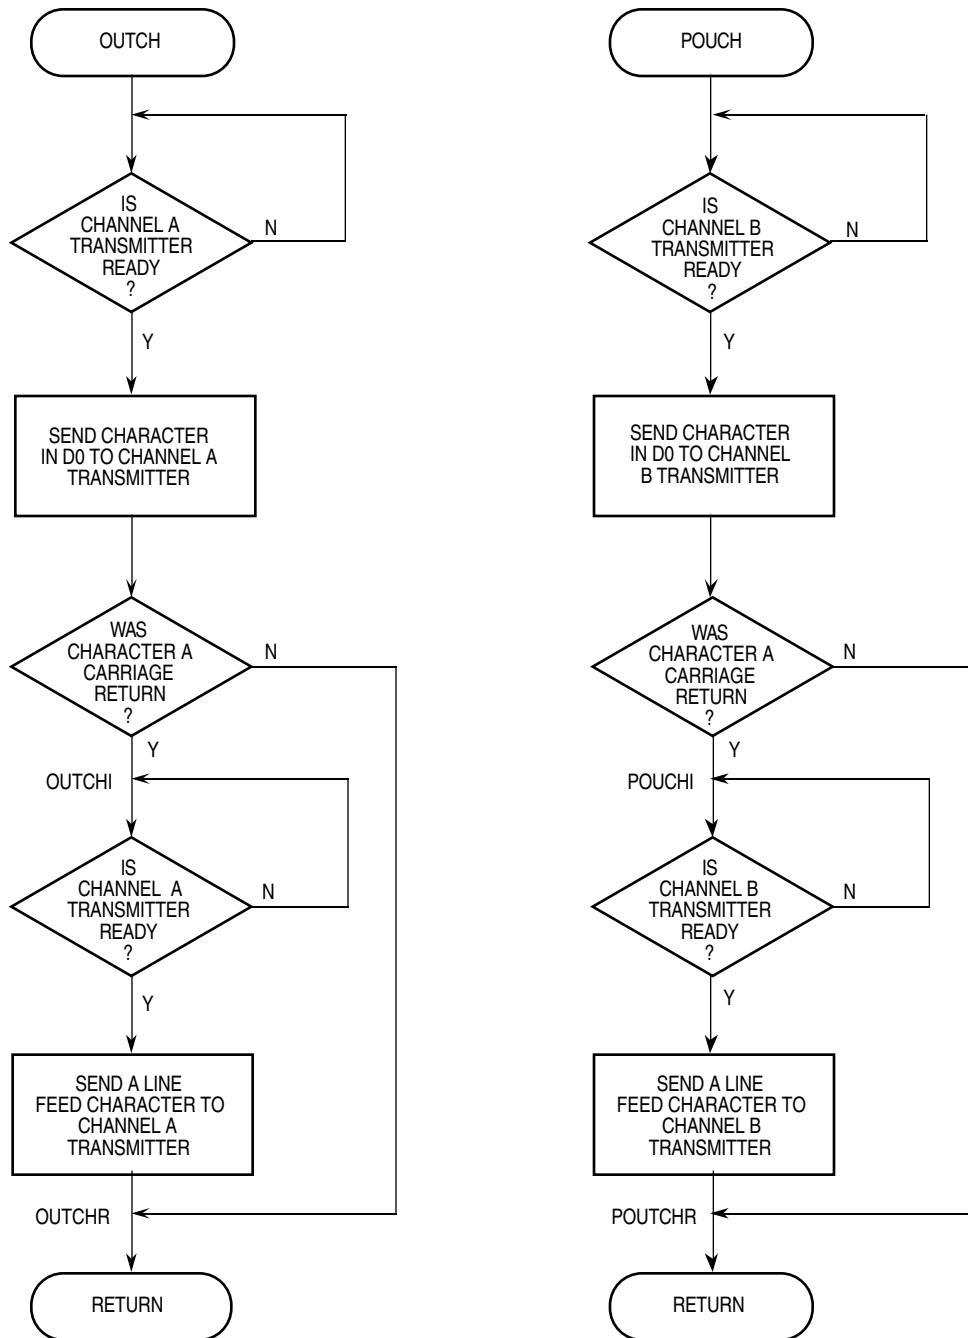 OUTCH
IS
CHANNEL A
TRANSMITTER
READY
?
N
Y
SEND CHARACTER
IN D0 TO CHANNEL A
TRANSMITTER
WAS
CHARACTER A
CARRIAGE
RETURN
?
N
Y
OUTCHI
IS
CHANNEL A
TRANSMITTER
READY
?
N
Y
SEND A LINE
FEED CHARACTER TO
CHANNEL A
TRANSMITTER
OUTCHR
RETURN
POUCH
IS
CHANNEL B
TRANSMITTER
READY
?
N
Y
SEND CHARACTER
IN D0 TO CHANNEL
B TRANSMITTER
WAS
CHARACTER A
CARRIAGE
RETURN
?
N
Y
POUCHI
IS
CHANNEL B
TRANSMITTER
READY
?
N
Y
SEND A LINE
FEED CHARACTER TO
CHANNEL B
TRANSMITTER
POUTCHR
RETURN